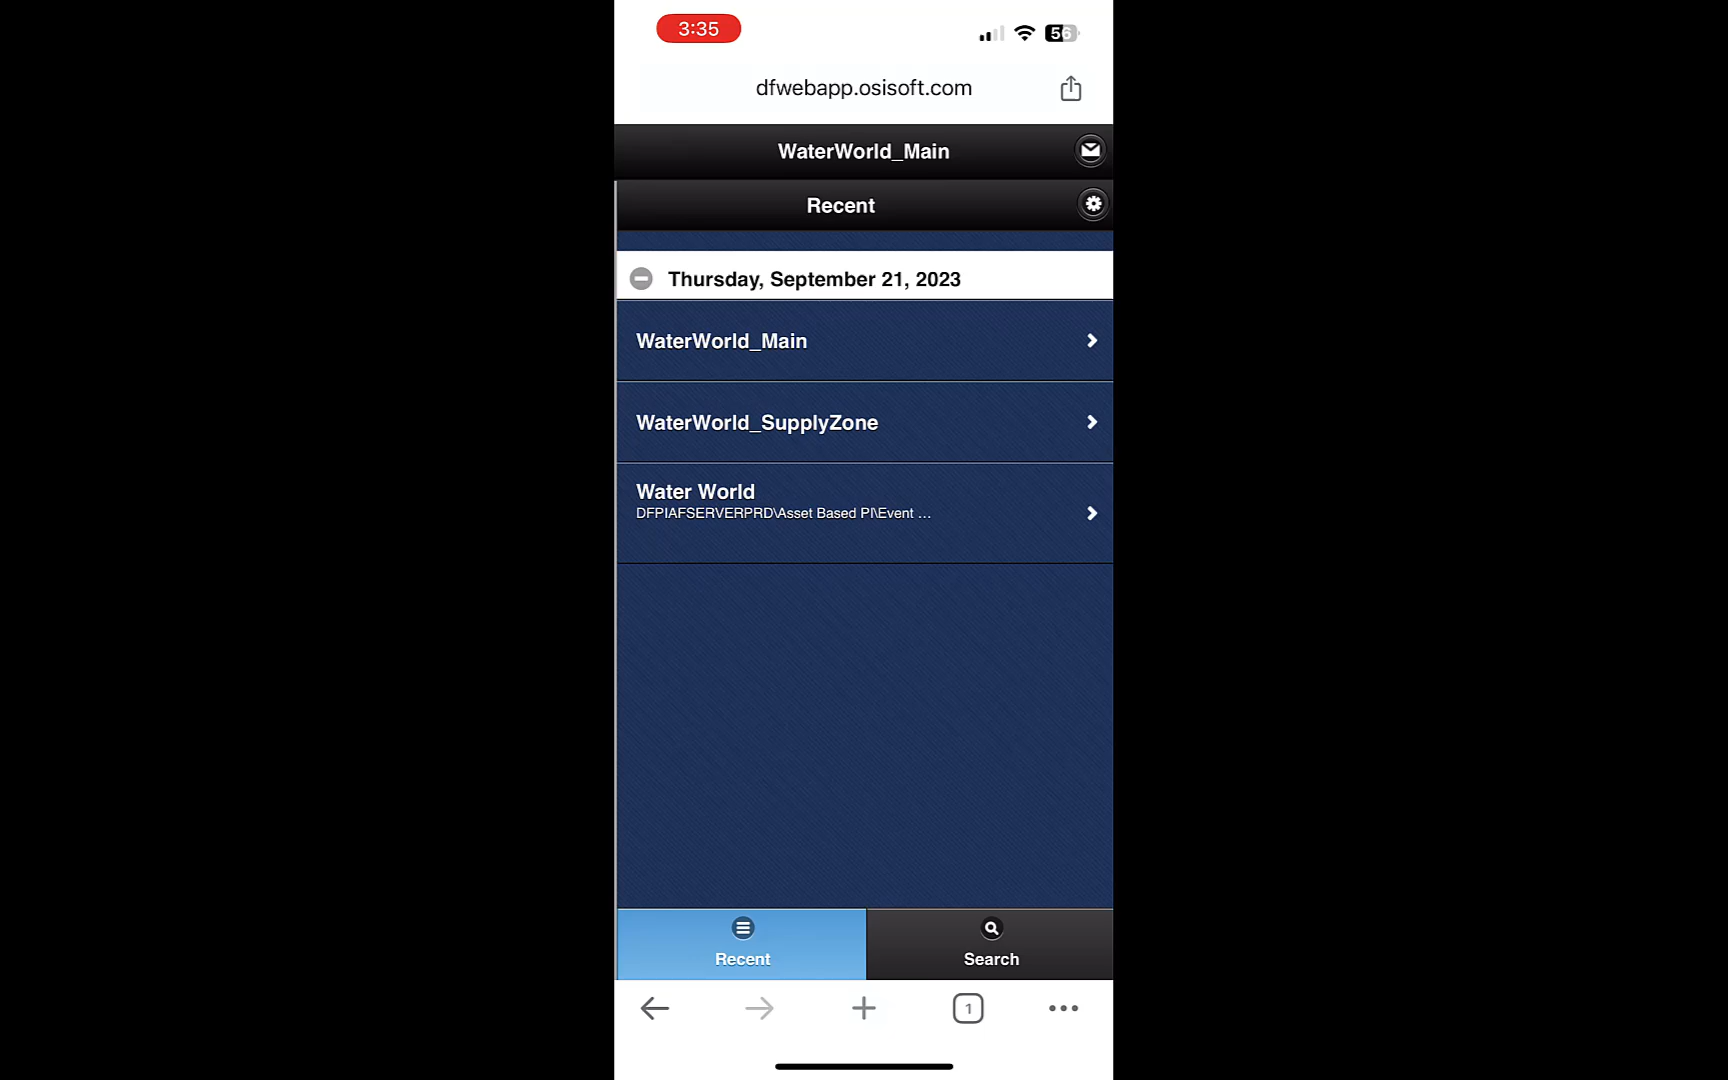 3:35
56
dfwebapp.osisoft.com
WaterWorld_Main
Recent
Thursday, September 21, 2023
WaterWorld_Main
WaterWorld_SupplyZone
Water World
DFPIAFSERVERPRD\Asset Based PI\Event ...
Recent
Search
1